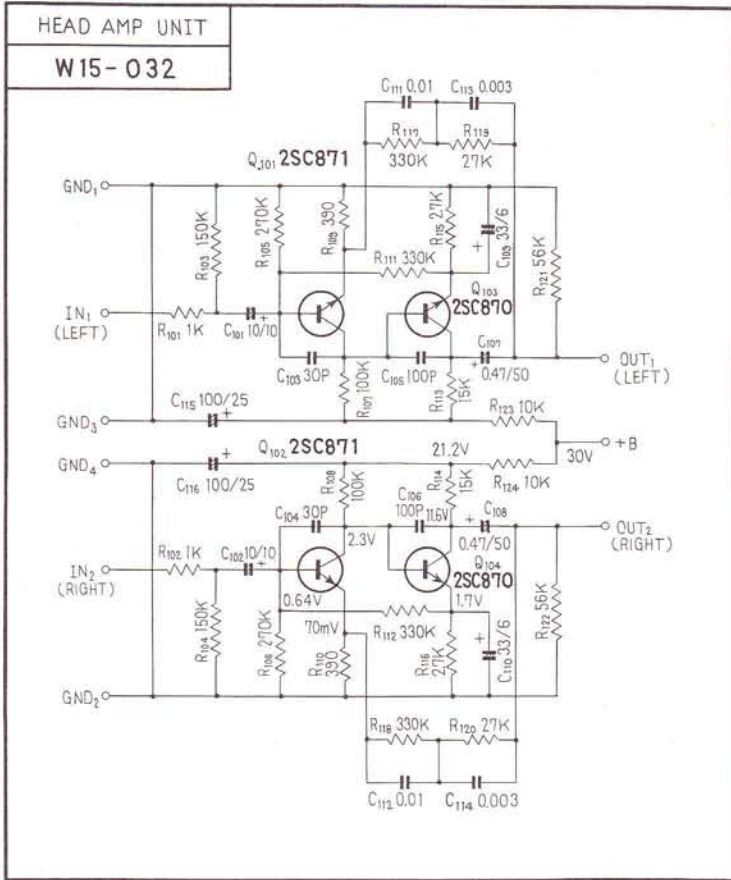 HEAD AMP UNIT
W15-032
C111 0.01
C113 0.003
R117
330K
R119
27K
Q101 2SC871
GND1
R103 150K
R105 270K
R109 390
R115 27K
C109 33/6
+
R111 330K
R121 56K
Q103
2SC870
IN1
(LEFT)
R101 1K
C101 10/10
+
C103 30P
R107 100K
C105 100P
R113 15K
C107
+
0.47/50
OUT1
(LEFT)
C115 100/25
+
R123 10K
GND3
+B
30V
Q102 2SC871
21.2V
GND4
C116 100/25
+
R124 10K
R108 100K
R114 15K
C104 30P
C106
100P
11.6V
C108
+
0.47/50
OUT2
(RIGHT)
2.3V
R102 1K
C102 10/10
+
IN2
(RIGHT)
Q104
2SC870
0.64V
1.7V
R104 150K
R106 270K
70mV
R110 390
R112 330K
R116 27K
+
C110 33/6
R122 56K
GND2
R118 330K
R120 27K
C112 0.01
C114 0.003